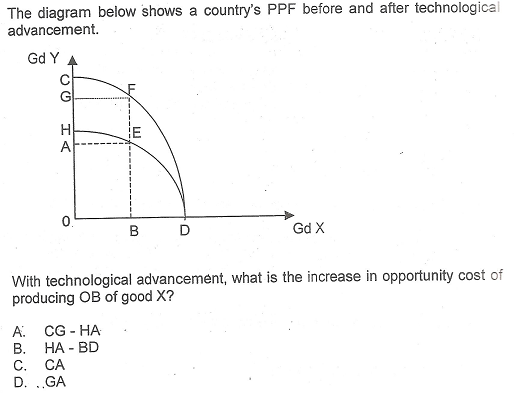 The diagram below shows a country's PPF before and after technological
advancement.
Gd Y
C
G
F
H
E
A
0
B
D
Gd X
With technological advancement, what is the increase in opportunity cost of
producing OB of good X?
A. CG - HA
B. HA - BD
C. CA
D. GA